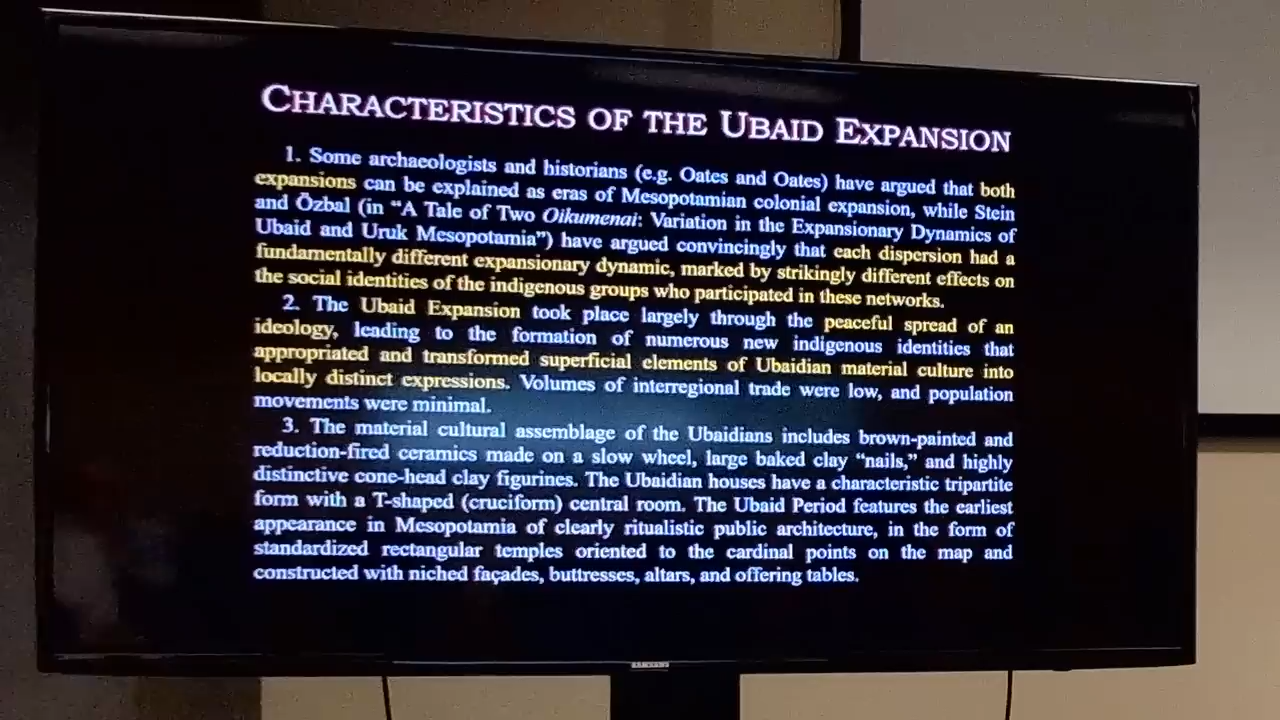 CHARACTERISTICS OF THE UBAID EXPANSION
1. Some archaeologists and historians (e.g. Oates and Oates) have argued that both
expansions can be explained as eras of Mesopotamian colonial expansion, while Stein
and Özbal (in “A Tale of Two Oikumenai: Variation in the Expansionary Dynamics of
Ubaid and Uruk Mesopotamia”) have argued convincingly that each dispersion had a
fundamentally different expansionary dynamic, marked by strikingly different effects on
the social identities of the indigenous groups who participated in these networks.
2. The Ubaid Expansion took place largely through the peaceful spread of an
ideology, leading to the formation of numerous new indigenous identities that
appropriated and transformed superficial elements of Ubaidian material culture into
locally distinct expressions. Volumes of interregional trade were low, and population
movements were minimal.
3. The material cultural assemblage of the Ubaidians includes brown-painted and
reduction-fired ceramics made on a slow wheel, large baked clay “nails,” and highly
distinctive cone-head clay figurines. The Ubaidian houses have a characteristic tripartite
form with a T-shaped (cruciform) central room. The Ubaid Period features the earliest
appearance in Mesopotamia of clearly ritualistic public architecture, in the form of
standardized rectangular temples oriented to the cardinal points on the map and
constructed with niched façades, buttresses, altars, and offering tables.
SAMSUNG